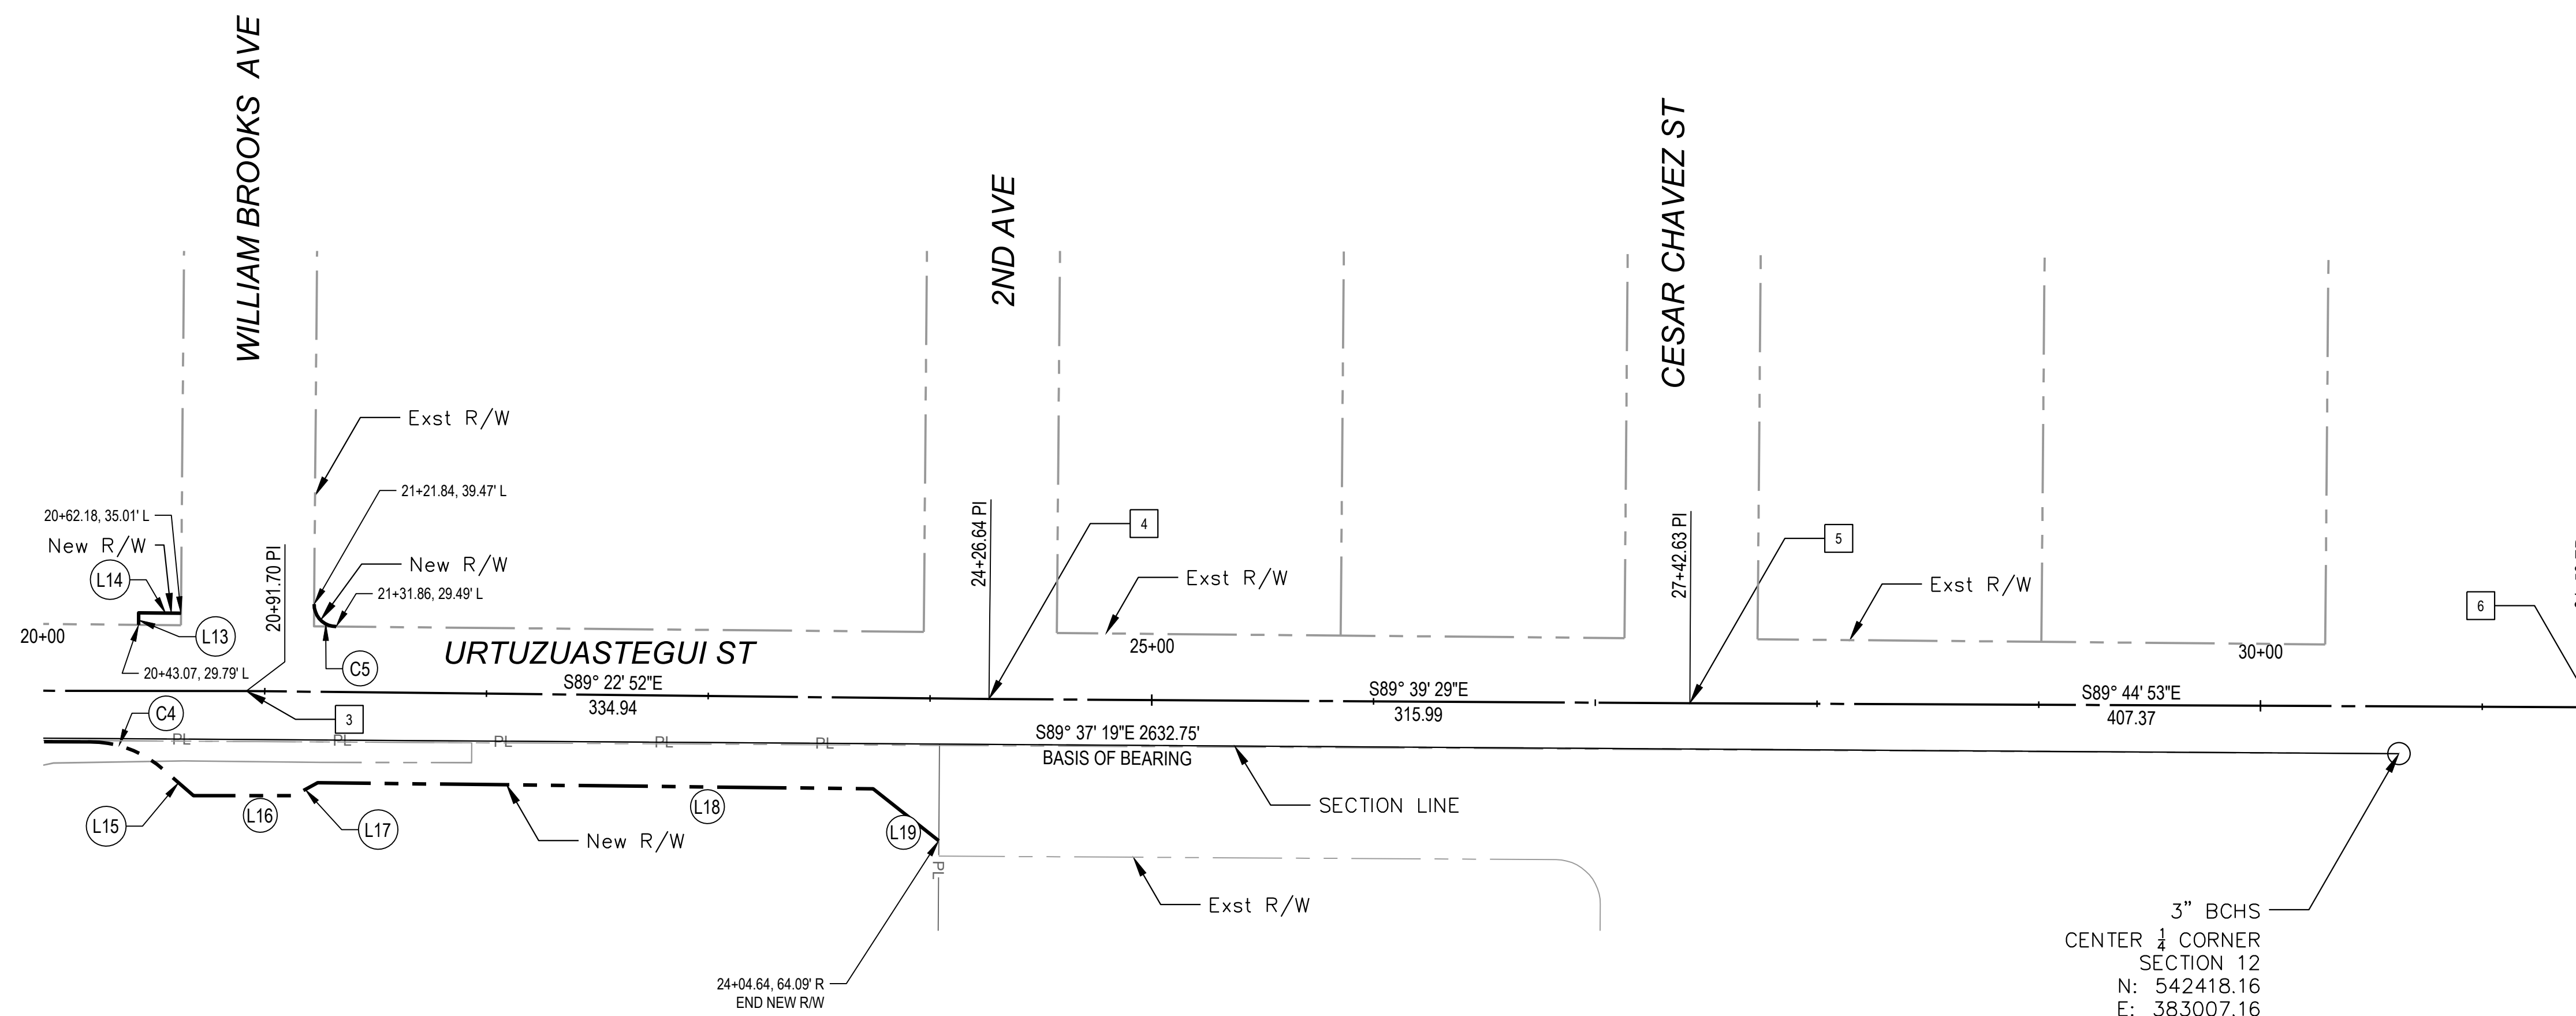 WILLIAM BROOKS AVE
2ND AVE
CESAR CHAVEZ ST
Exst R/W
21+21.84, 39.47' L
20+62.18, 35.01' L
New R/W
L14
20+91.70 PI
New R/W
21+31.86, 29.49' L
24+26.64 PI
4
Exst R/W
27+42.63 PI
5
Exst R/W
6
20+00
L13
20+43.07, 29.79' L
C5
URTUZUASTEGUI ST
25+00
30+00
S89° 22' 52"E
334.94
S89° 39' 29"E
315.99
S89° 44' 53"E
407.37
C4
3
PL
PL
PL
PL
PL
S89° 37' 19"E 2632.75'
BASIS OF BEARING
SECTION LINE
L15
L16
L17
New R/W
L18
L19
PL
Exst R/W
24+04.64, 64.09' R
END NEW R/W
3" BCHS
CENTER 1/4 CORNER
SECTION 12
N: 542418.16
E: 383007.16